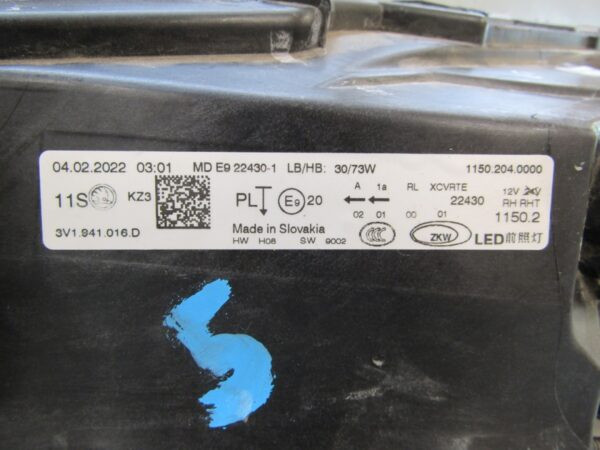 04.02.2022 03:01 MD E9 22430-1 LB/HB: 30/73W 1150.204.0000
11S KZ3 PL E9 20 A 1a RL XCVRTE 12V 24V
22430 RH RHT
02 01 00 01 1150.2
3V1.941.016.D Made in Slovakia CCC ZKW LED前照灯
HW H08 SW 9002
5